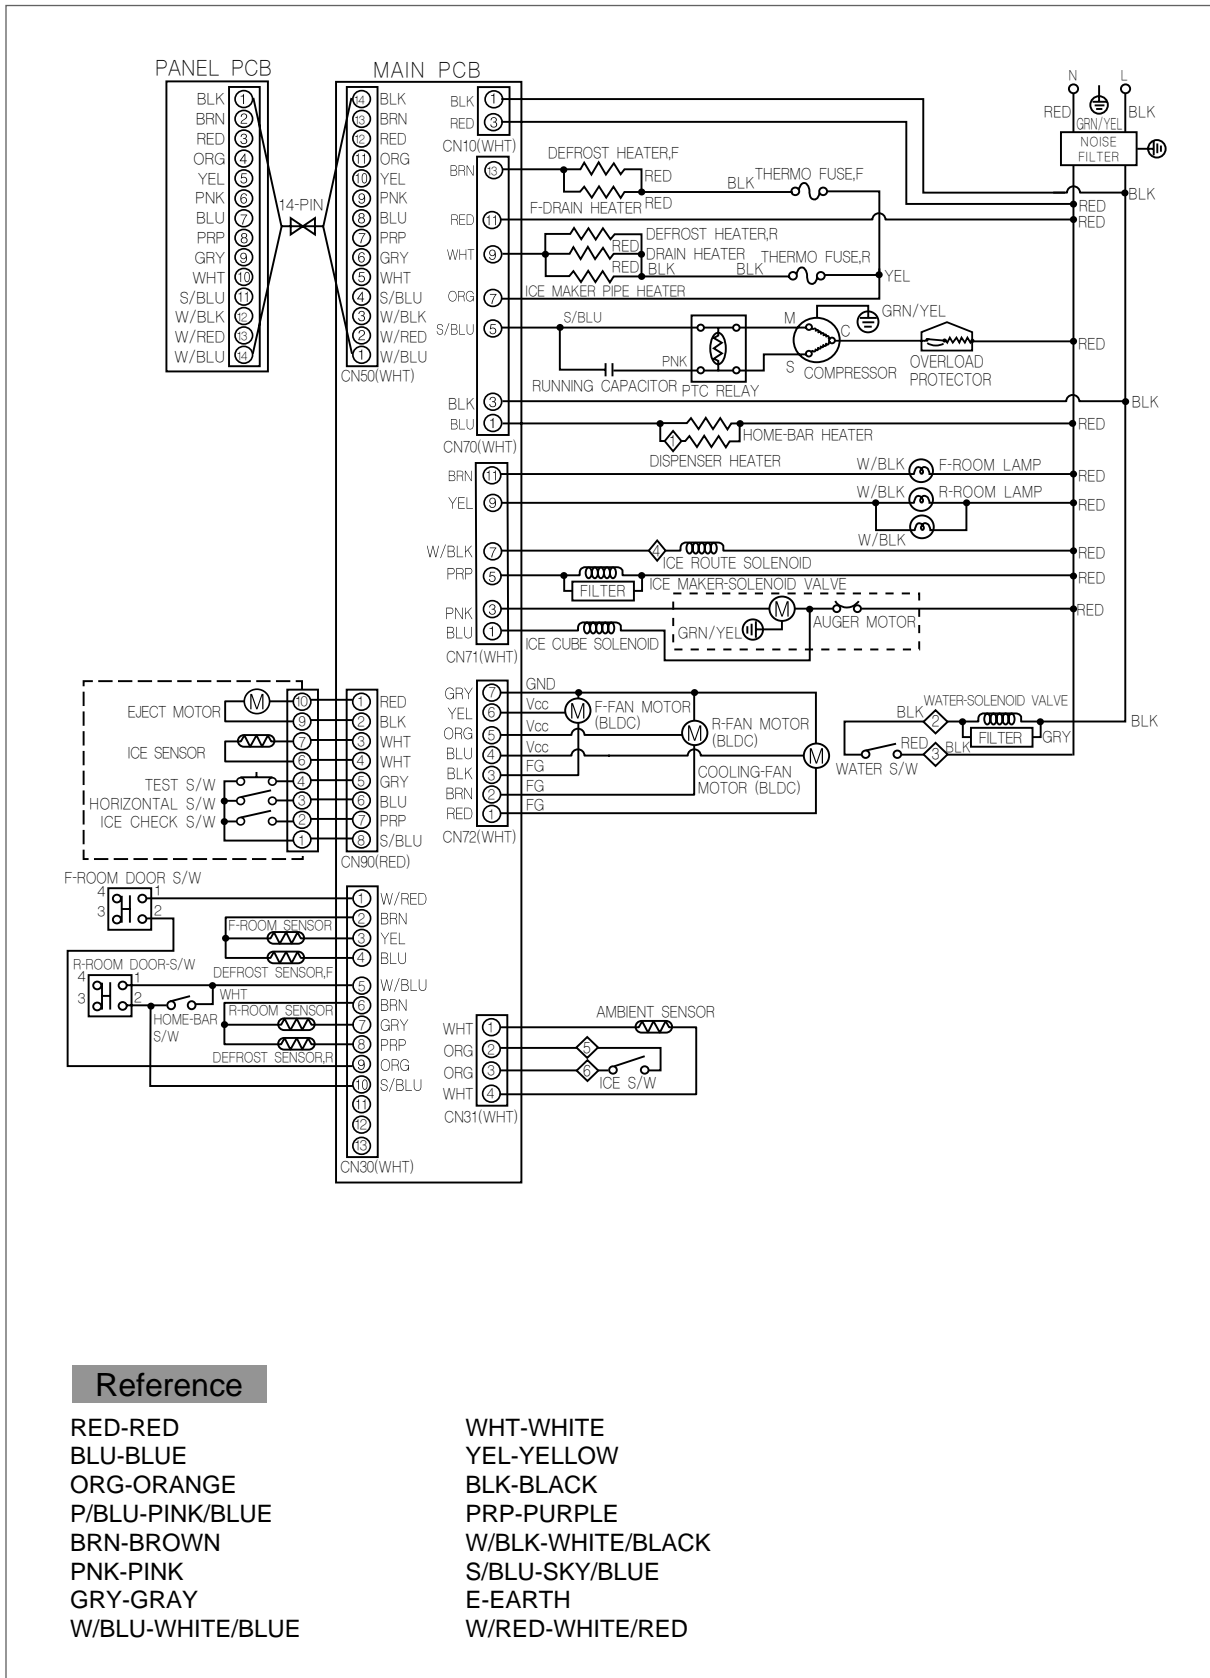 PANEL PCB
MAIN PCB
BLK 1
BRN 2
RED 3
ORG 4
YEL 5
PNK 6
BLU 7
PRP 8
GRY 9
WHT 10
S/BLU 11
W/BLK 12
W/RED 13
W/BLU 14
14-PIN
14 BLK
13 BRN
12 RED
11 ORG
10 YEL
9 PNK
8 BLU
7 PRP
6 GRY
5 WHT
4 S/BLU
3 W/BLK
2 W/RED
1 W/BLU
CN50(WHT)
BLK 1
RED 3
CN10(WHT)
N L
RED BLK
GRN/YEL
NOISE
FILTER
BLK
RED
RED
BRN 13
DEFROST HEATER,F
RED
BLK THERMO FUSE,F
F-DRAIN HEATER RED
RED 11
WHT 9
DEFROST HEATER,R
RED DRAIN HEATER
RED BLK BLK THERMO FUSE,R
YEL
ORG 7 ICE MAKER PIPE HEATER
S/BLU 5 S/BLU
M GRN/YEL
C
PNK S
RED
RUNNING CAPACITOR PTC RELAY COMPRESSOR OVERLOAD
PROTECTOR
BLK 3 BLK
BLU 1 HOME-BAR HEATER RED
1
CN70(WHT) DISPENSER HEATER
BRN 11 W/BLK F-ROOM LAMP RED
YEL 9 W/BLK R-ROOM LAMP RED
W/BLK
W/BLK 7 4 RED
ICE ROUTE SOLENOID
PRP 5 ICE MAKER-SOLENOID VALVE RED
FILTER
PNK 3 M RED
GRN/YEL AUGER MOTOR
BLU 1 ICE CUBE SOLENOID
CN71(WHT)
EJECT MOTOR M 10 1 RED
9 2 BLK
ICE SENSOR 7 3 WHT
6 4 WHT
TEST S/W 4 5 GRY
HORIZONTAL S/W 3 6 BLU
ICE CHECK S/W 2 7 PRP
1 8 S/BLU
CN90(RED)
GRY 7 GND
YEL 6 Vcc M F-FAN MOTOR
(BLDC)
ORG 5 Vcc M R-FAN MOTOR
(BLDC)
BLU 4 Vcc M
BLK 3 FG COOLING-FAN
MOTOR (BLDC)
BRN 2 FG
RED 1 FG
CN72(WHT)
WATER-SOLENOID VALVE
BLK 2 BLK
FILTER GRY
RED 3 BLK
WATER S/W
F-ROOM DOOR S/W
4 1
3 2
1 W/RED
2 BRN
F-ROOM SENSOR
3 YEL
4 BLU
DEFROST SENSOR,F
R-ROOM DOOR-S/W
4 1
3 2
5 W/BLU
WHT
6 BRN
HOME-BAR
S/W
R-ROOM SENSOR
7 GRY
8 PRP
DEFROST SENSOR,R
9 ORG
10 S/BLU
11
12
13
CN30(WHT)
AMBIENT SENSOR
WHT 1
ORG 2 5
ORG 3 6
ICE S/W
WHT 4
CN31(WHT)
Reference
RED-RED
BLU-BLUE
ORG-ORANGE
P/BLU-PINK/BLUE
BRN-BROWN
PNK-PINK
GRY-GRAY
W/BLU-WHITE/BLUE
WHT-WHITE
YEL-YELLOW
BLK-BLACK
PRP-PURPLE
W/BLK-WHITE/BLACK
S/BLU-SKY/BLUE
E-EARTH
W/RED-WHITE/RED